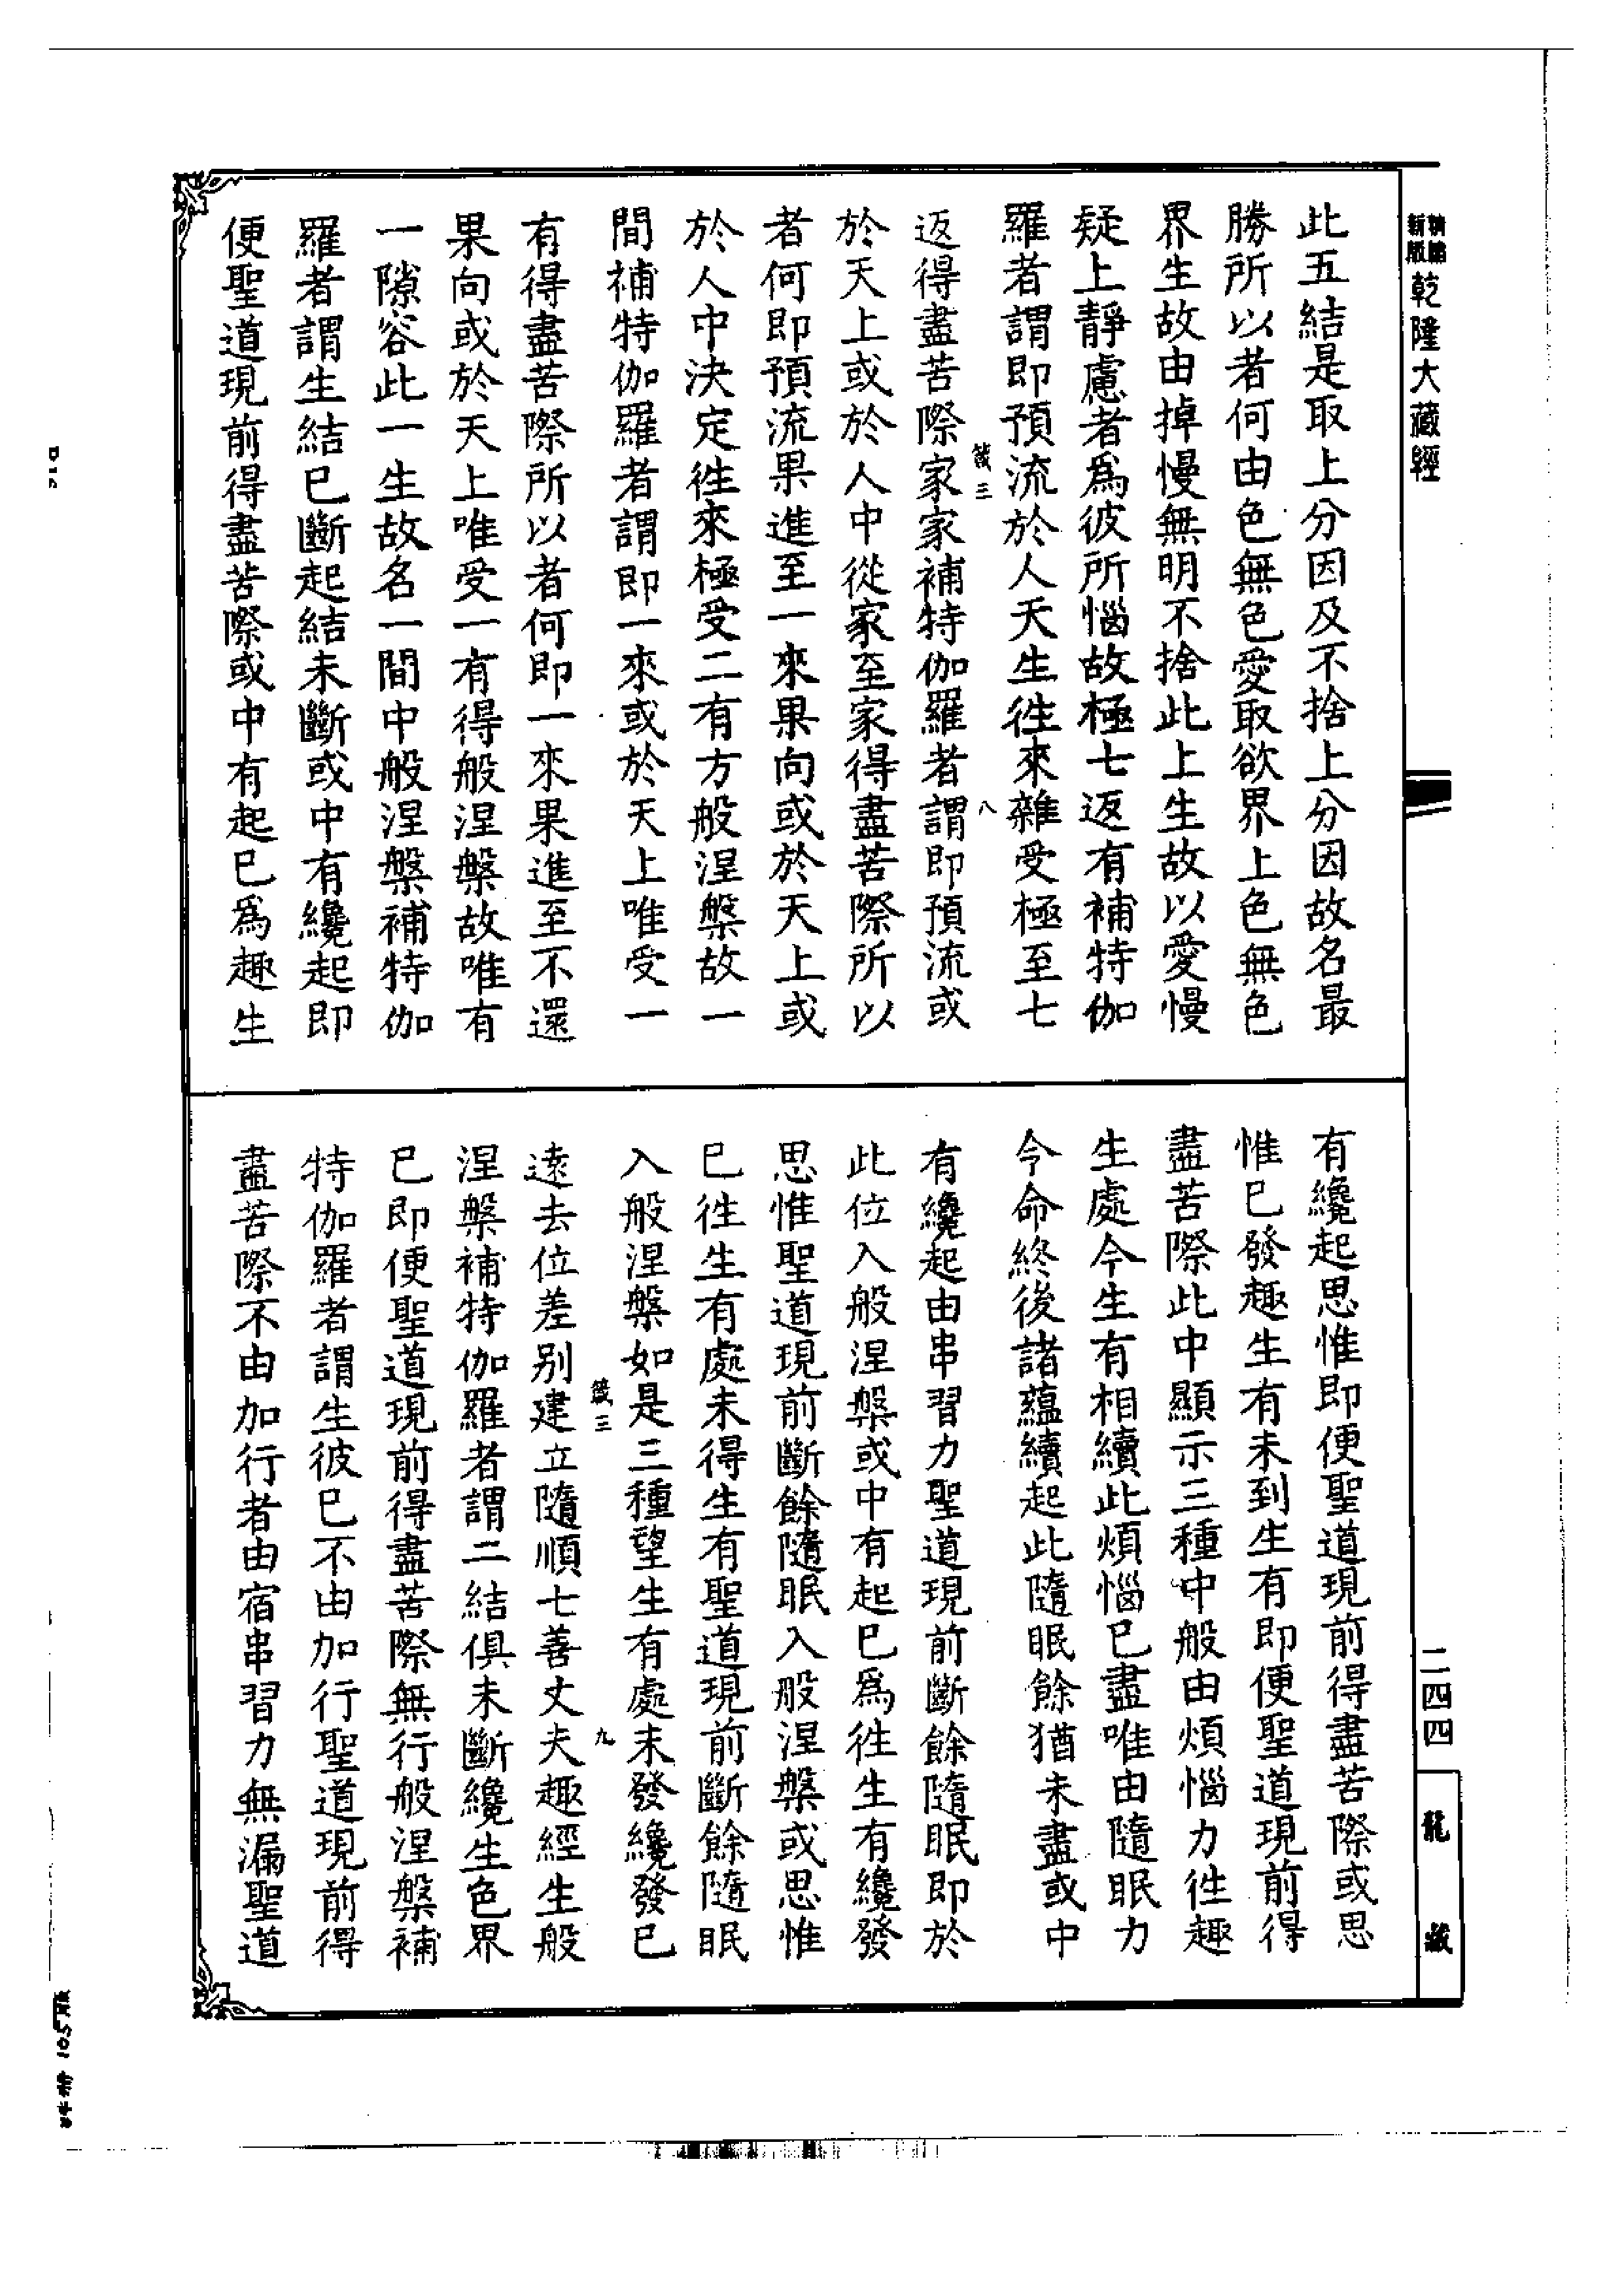 乾隆大藏經
此五結是取上分因及不捨上分因故名最
勝所以者何由色無色愛取欲界上色無色
界生故由掉慢無明不捨此上生故以愛慢
疑上靜慮者為彼所惱故極七返有補特伽
羅者謂即預流於人天生徃來雜受極至七
返得盡苦際家家補特伽羅者謂即預流或
於天上或於人中從家至家得盡苦際所以
者何即預流果進至一來果向或於天上或
於人中決定徃來極受二有方般涅槃故一
間補特伽羅者謂即一來或於天上唯受一
有得盡苦際所以者何即一來果進至不還
果向或於天上唯受一有得般涅槃故唯有
一隙容此一生故名一間中般涅槃補特伽
羅者謂生結已斷起結未斷或中有纔起即
便聖道現前得盡苦際或中有起已為趣生
有纔起思惟即便聖道現前得盡苦際或思
惟已發趣生有未到生有即便聖道現前得
盡苦際此中顯示三種中般由煩惱力徃趣
生處今生有相續此煩惱已盡唯由隨眠力
今命終後諸蘊續起此隨眠餘猶未盡或中
有纔起由串習力聖道現前斷餘隨眠即於
此位入般涅槃或中有起已為徃生有纔發
思惟聖道現前斷餘隨眠入般涅槃或思惟
已徃生有處未得生有聖道現前斷餘隨眠
入般涅槃如是三種望生有處未發纔發已
遠去位差別建立隨順七善丈夫趣經生般
涅槃補特伽羅者謂二結俱未斷纔生色界
已即便聖道現前得盡苦際無行般涅槃補
特伽羅者謂生彼已不由加行聖道現前得
盡苦際不由加行者由宿串習力無漏聖道
二四四
龍藏